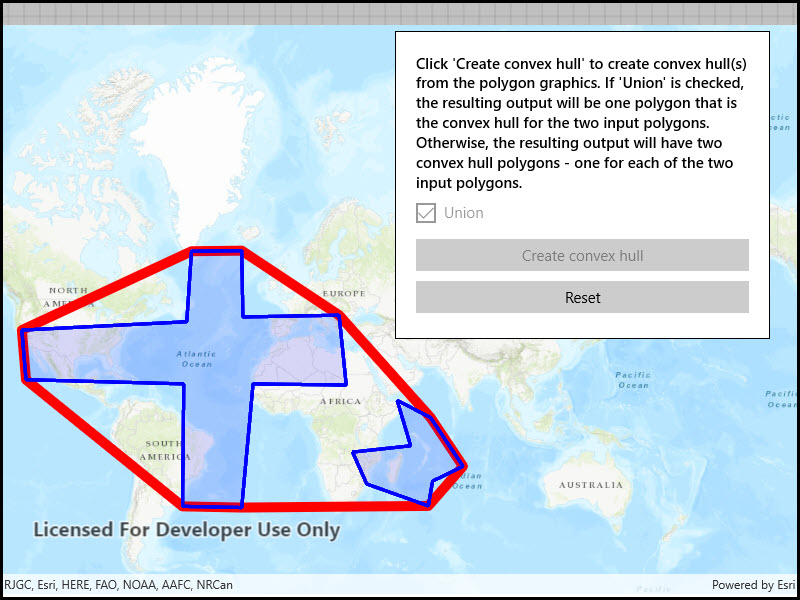 Click 'Create convex hull' to create convex hull(s)
from the polygon graphics. If 'Union' is checked,
the resulting output will be one polygon that is
the convex hull for the two input polygons.
Otherwise, the resulting output will have two
convex hull polygons - one for each of the two
input polygons.
Union
Create convex hull
Reset
NORTH
AMERICA
EUROPE
Atlantic
Ocean
AFRICA
SOUTH
AMERICA
Pacific
Ocean
Pacific
Ocean
Ocean
AUSTRALIA
Licensed For Developer Use Only
RJGC, Esri, HERE, FAO, NOAA, AAFC, NRCan
Powered by Esri